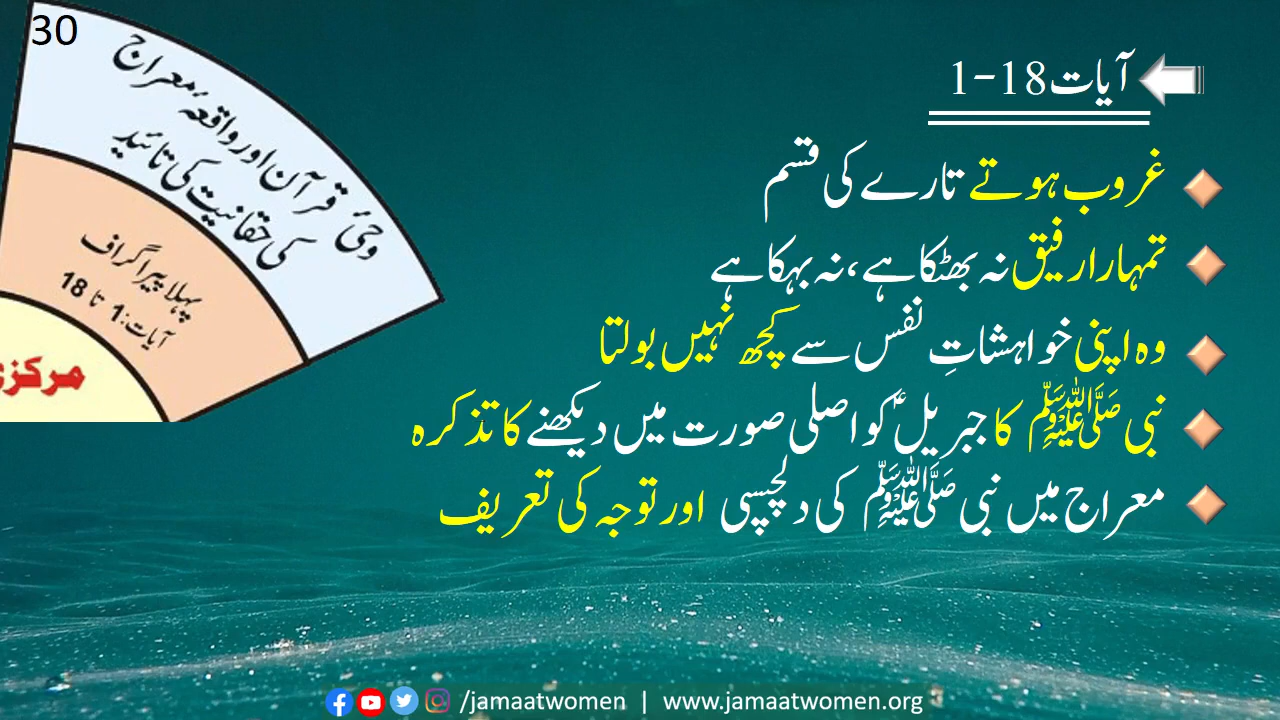 30
آیات 18-1
غروب ہوتے تارے کی قسم
تمہارا رفیق نہ بھٹکا ہے، نہ بہکا ہے
وہ اپنی خواہشاتِ نفس سے کچھ نہیں بولتا
نبی ﷺ کا جبریلؑ کو اصلی صورت میں دیکھنے کا تذکرہ
معراج میں نبی ﷺ کی دلچسپی اور توجہ کی تعریف
وحئ قرآن اور واقعہء معراج
کی حقانیت کی تائید
پہلا پیراگراف
آیات: 1 تا 18
مرکزی
/jamaatwomen | www.jamaatwomen.org